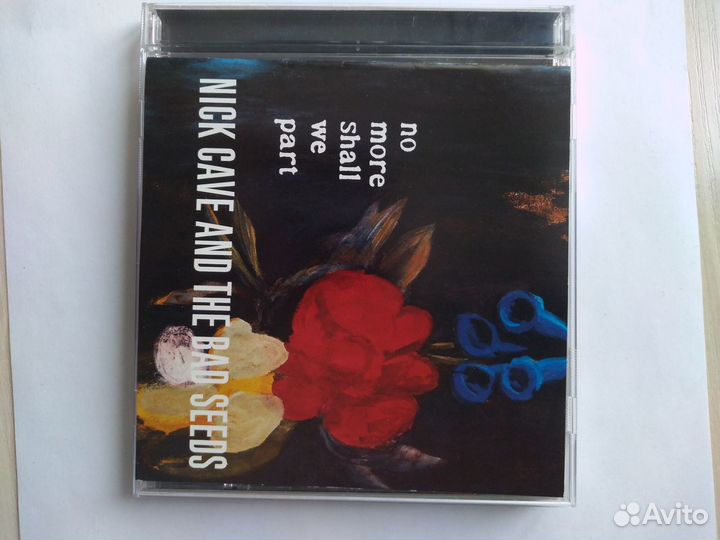 no
more
shall
we
part
NICK CAVE AND THE BAD SEEDS
Avito